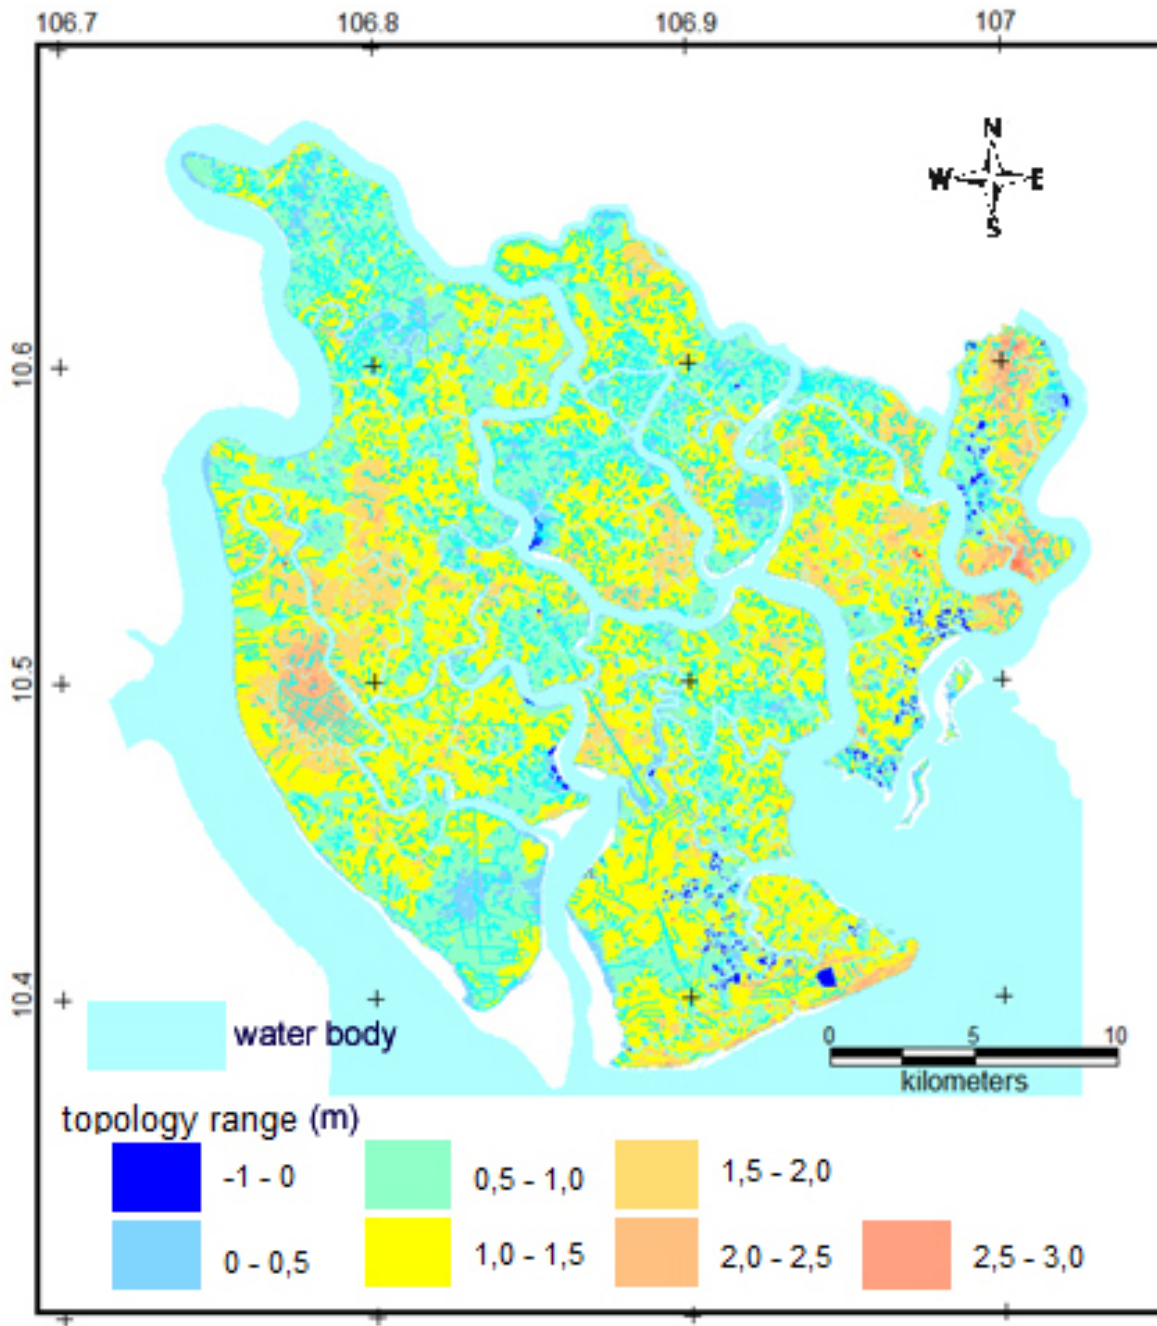 106.7 106.8 106.9 107
N
W E
S
10.6
10.5
10.4
water body
0 5 10
kilometers
topology range (m)
-1 - 0
0,5 - 1,0
1,5 - 2,0
0 - 0,5
1,0 - 1,5
2,0 - 2,5
2,5 - 3,0